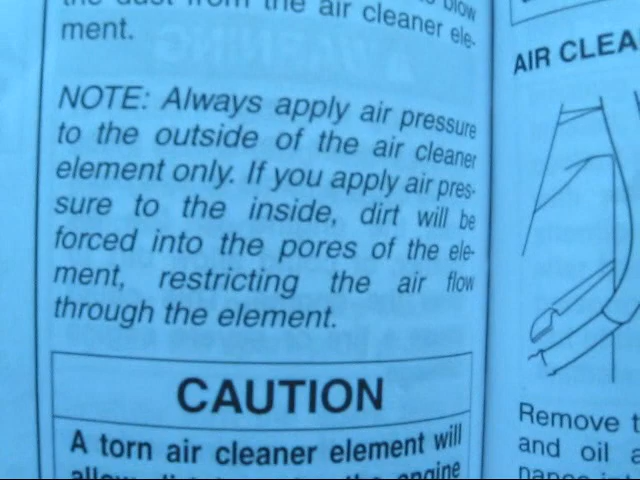 the dust from the air cleaner ele-
ment.
NOTE: Always apply air pressure
to the outside of the air cleaner
element only. If you apply air pres-
sure to the inside, dirt will be
forced into the pores of the ele-
ment, restricting the air flow
through the element.
CAUTION
A torn air cleaner element will
engine
AIR CLEA
Remove t
and oil a